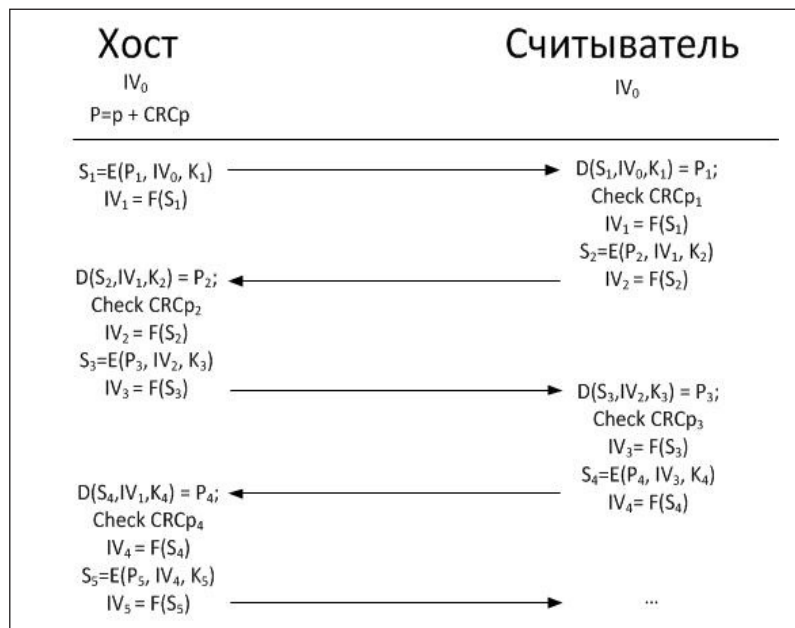 Хост
IV₀
P=p + CRCp
Считыватель
IV₀
S₁=E(P₁, IV₀, K₁)
IV₁ = F(S₁)
D(S₁,IV₀,K₁) = P₁;
Check CRCp₁
IV₁ = F(S₁)
S₂=E(P₂, IV₁, K₂)
IV₂ = F(S₂)
D(S₂,IV₁,K₂) = P₂;
Check CRCp₂
IV₂ = F(S₂)
S₃=E(P₃, IV₂, K₃)
IV₃ = F(S₃)
D(S₃,IV₂,K₃) = P₃;
Check CRCp₃
IV₃= F(S₃)
S₄=E(P₄, IV₃, K₄)
IV₄= F(S₄)
D(S₄,IV₁,K₄) = P₄;
Check CRCp₄
IV₄ = F(S₄)
S₅=E(P₅, IV₄, K₅)
IV₅ = F(S₅)
...